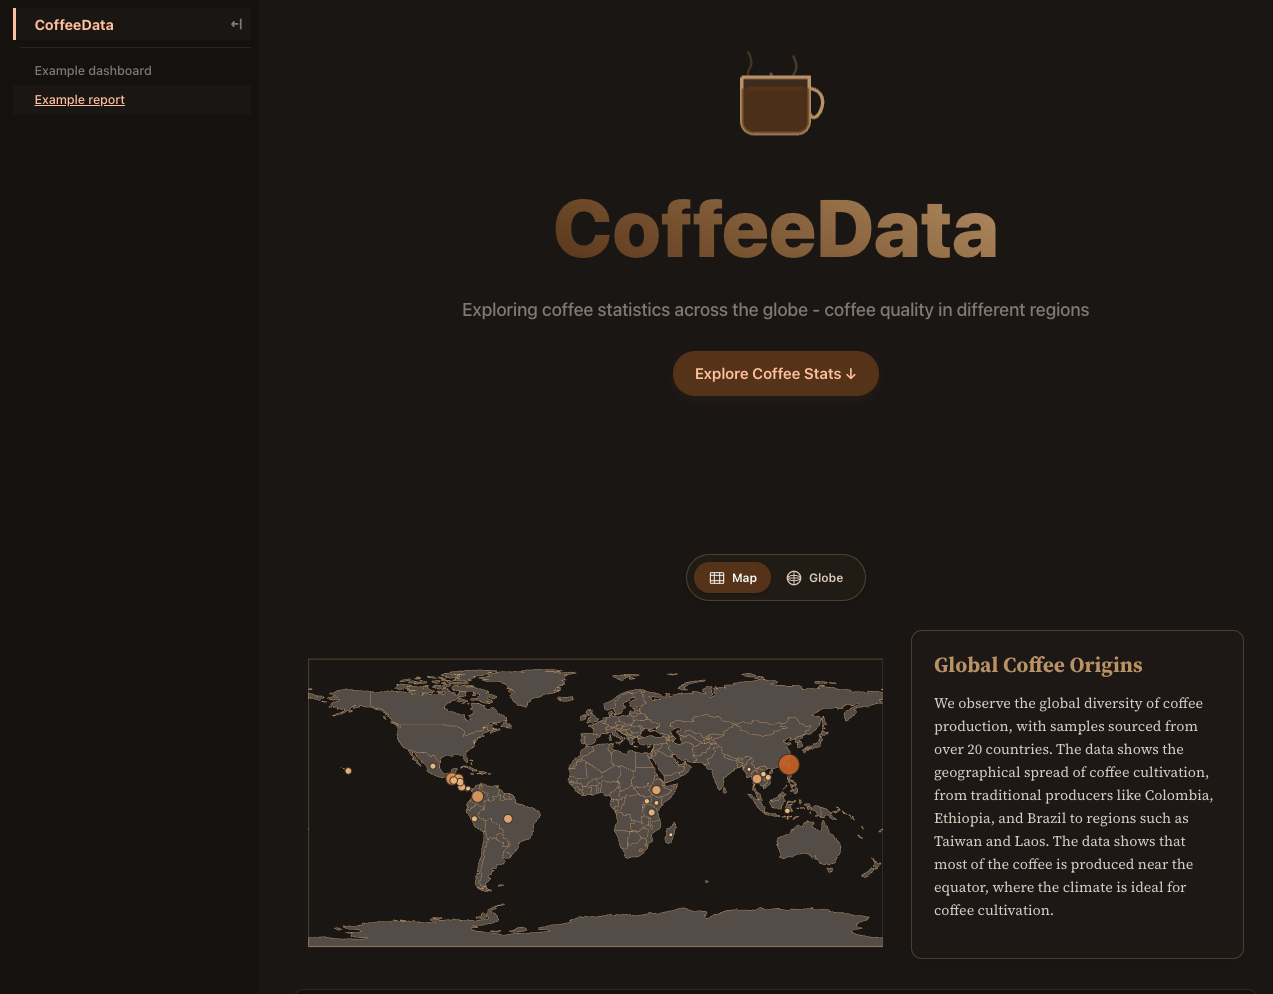 CoffeeData
Example dashboard
Example report
CoffeeData
Exploring coffee statistics across the globe - coffee quality in different regions
Explore Coffee Stats ↓
Map
Globe
Global Coffee Origins
We observe the global diversity of coffee
production, with samples sourced from
over 20 countries. The data shows the
geographical spread of coffee cultivation,
from traditional producers like Colombia,
Ethiopia, and Brazil to regions such as
Taiwan and Laos. The data shows that
most of the coffee is produced near the
equator, where the climate is ideal for
coffee cultivation.